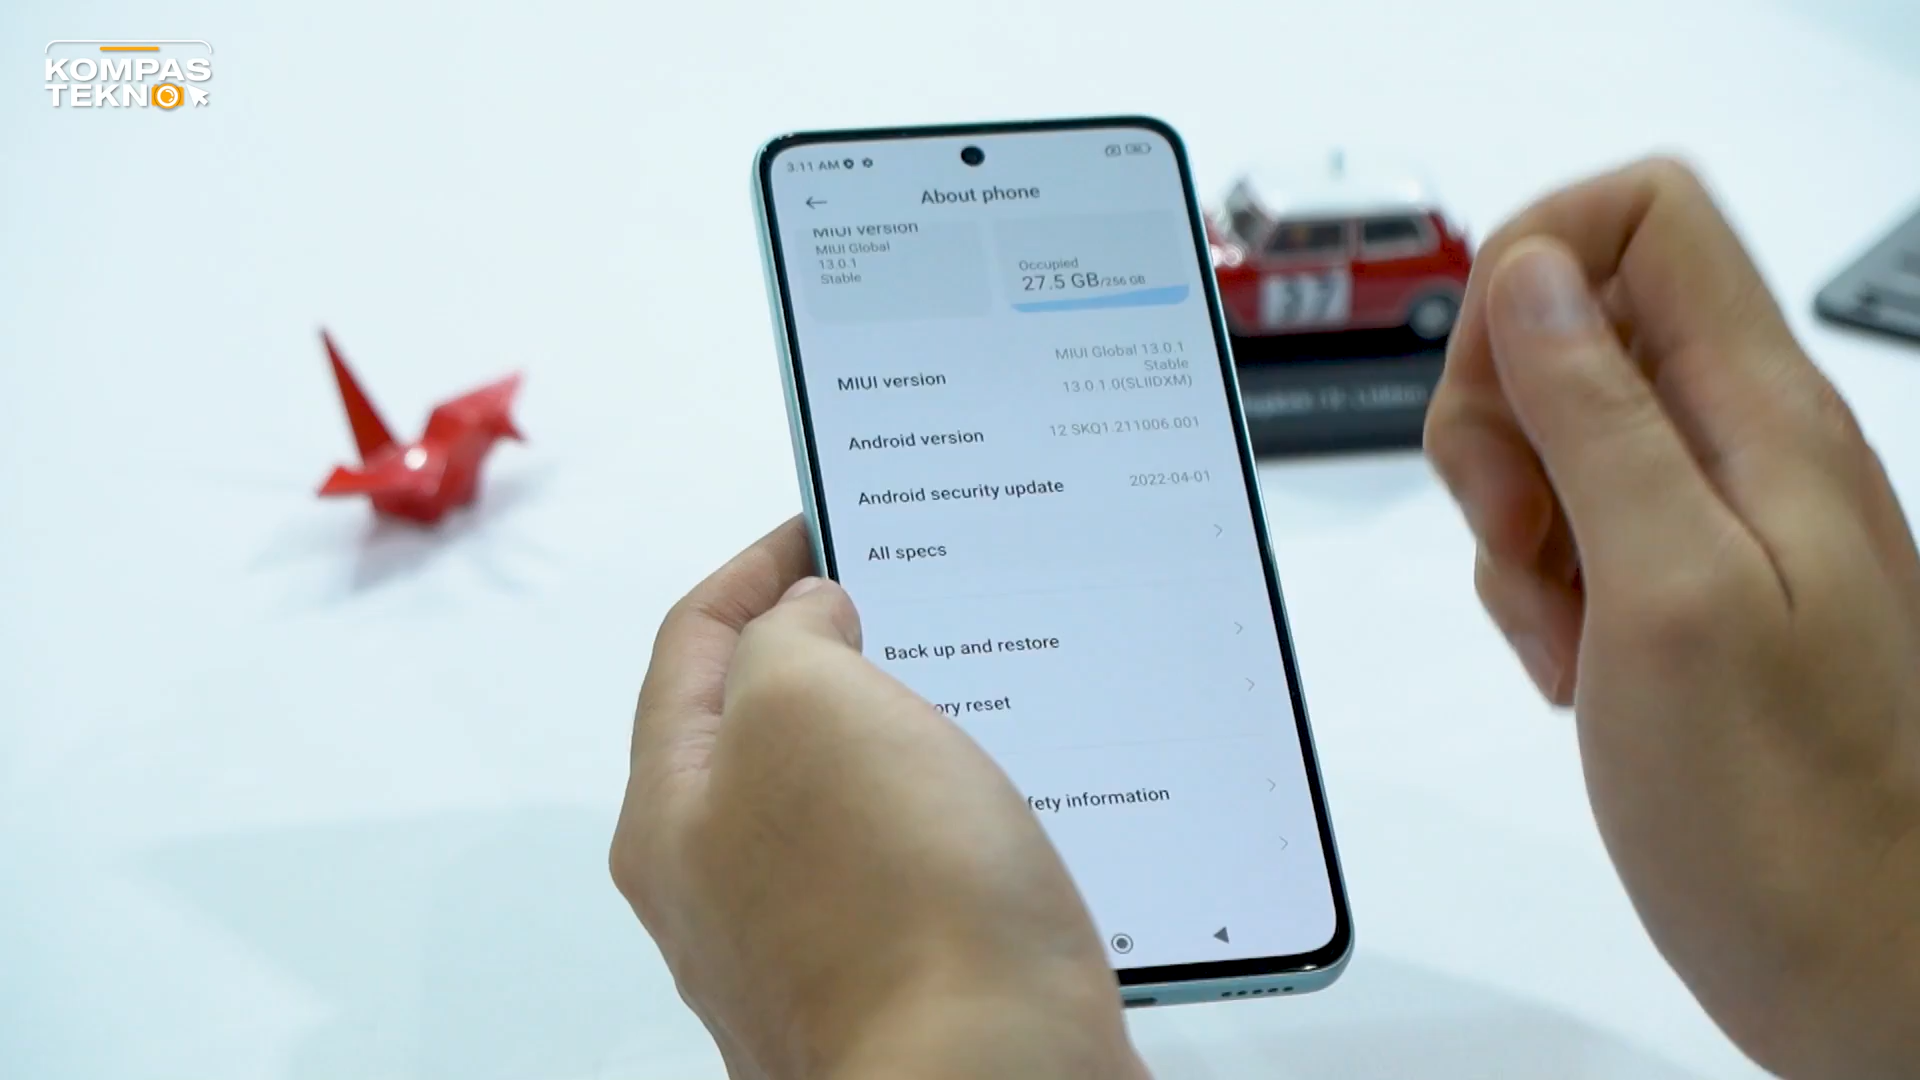 KOMPAS
TEKNO
3:11 AM
About phone
MIUI version
MIUI Global
13.0.1
Stable
Occupied
27.5 GB/256 GB
MIUI version
MIUI Global 13.0.1
Stable
13.0.1.0(SLIIDXM)
Android version
12 SKQ1.211006.001
Android security update
2022-04-01
All specs
Back up and restore
ory reset
fety information
37